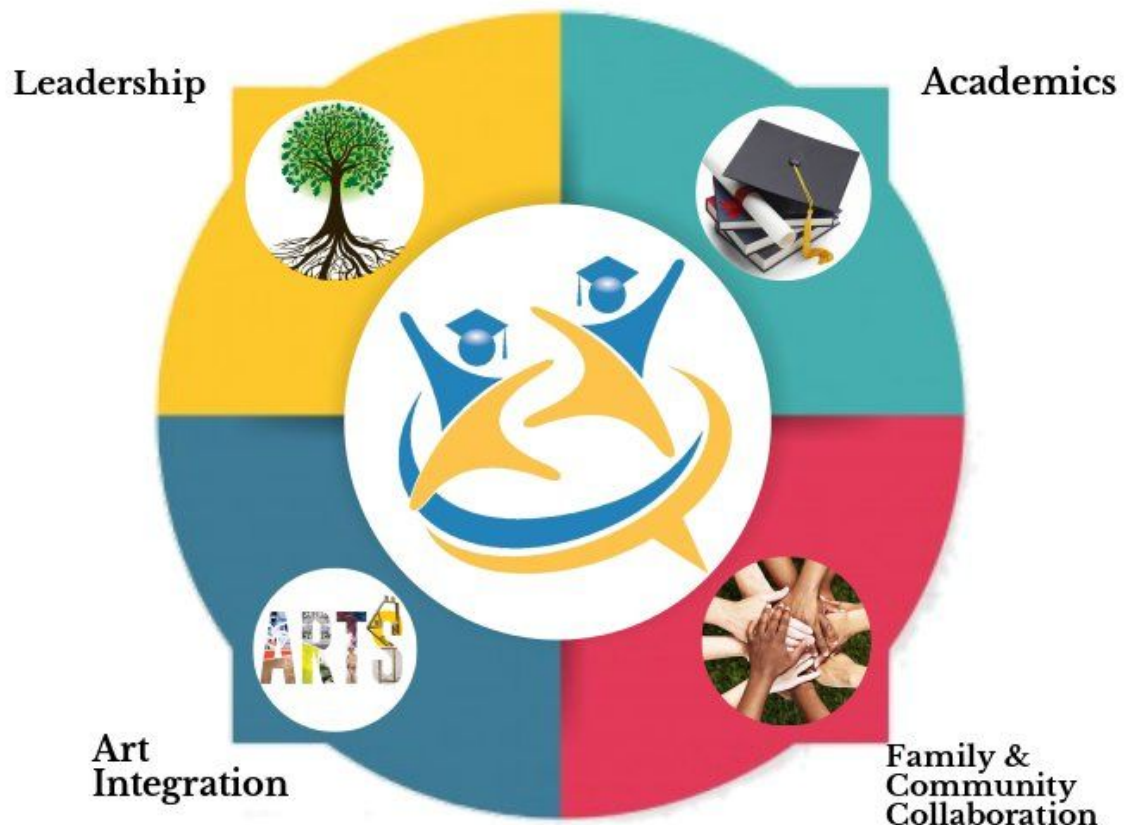 Leadership
Academics
ARTS
Art
Integration
Family &
Community
Collaboration